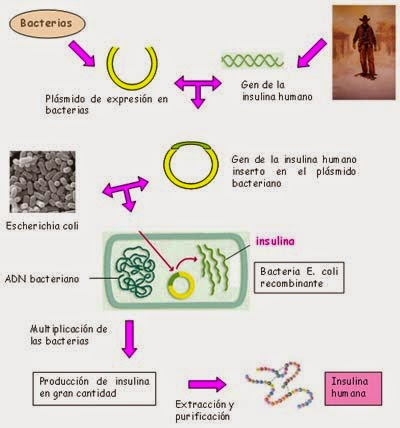 Bacterias
Plásmido de expresión en
bacterias
Gen de la
insulina humano
Gen de la insulina humano
inserto en el plásmido
bacteriano
Escherichia coli
insulina
ADN bacteriano
Bacteria E. coli
recombinante
Multiplicación de
las bacterias
Producción de insulina
en gran cantidad
Extracción y
purificación
Insulina
humana